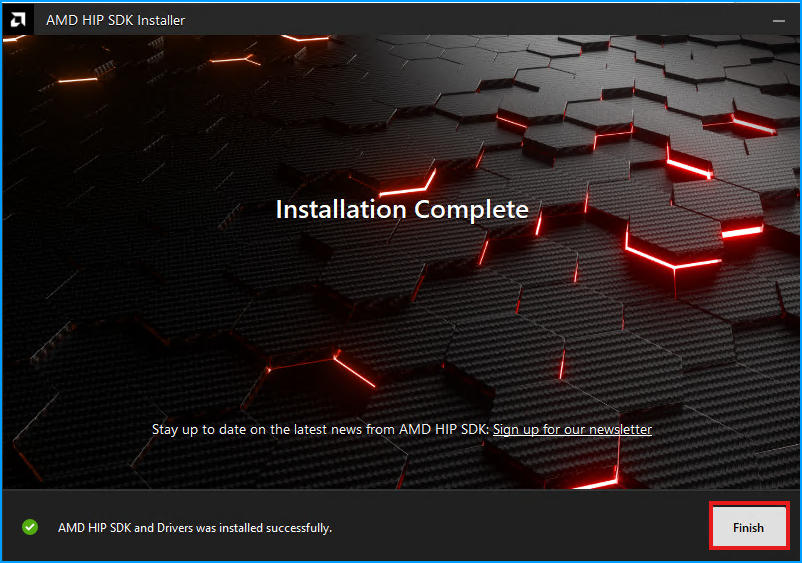 AMD HIP SDK Installer
Installation Complete
Stay up to date on the latest news from AMD HIP SDK: Sign up for our newsletter
AMD HIP SDK and Drivers was installed successfully.
Finish